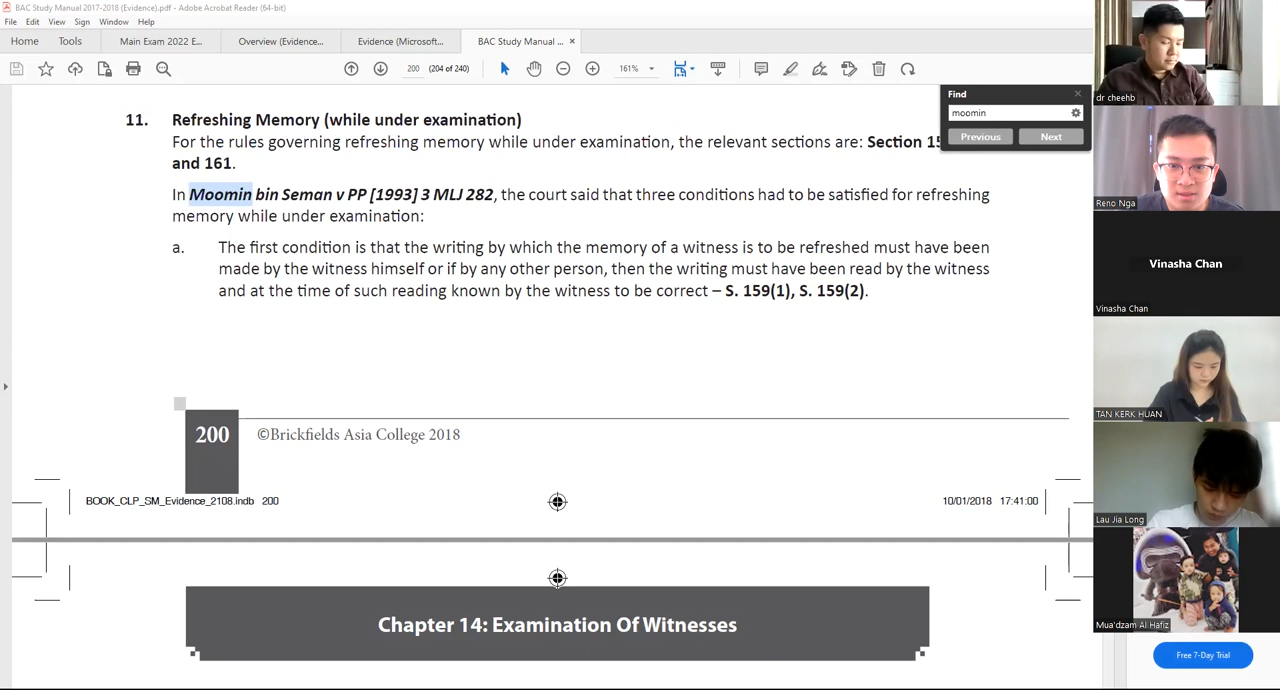 BAC Study Manual 2017-2018 (Evidence).pdf - Adobe Acrobat Reader (64-bit)
File Edit View Sign Window Help
Home Tools Main Exam 2022 E... Overview (Evidence... Evidence (Microsoft... BAC Study Manual ... ×
200 (204 of 240) 161%
Find
moomin
Previous Next
11. Refreshing Memory (while under examination)
For the rules governing refreshing memory while under examination, the relevant sections are: Section 15
and 161.
In Moomin bin Seman v PP [1993] 3 MLJ 282, the court said that three conditions had to be satisfied for refreshing
memory while under examination:
a. The first condition is that the writing by which the memory of a witness is to be refreshed must have been
made by the witness himself or if by any other person, then the writing must have been read by the witness
and at the time of such reading known by the witness to be correct – S. 159(1), S. 159(2).
200 ©Brickfields Asia College 2018
BOOK_CLP_SM_Evidence_2108.indb 200 10/01/2018 17:41:00
Chapter 14: Examination Of Witnesses
dr cheehb
Reno Nga
Vinasha Chan
Vinasha Chan
TAN KERK HUAN
Lau Jia Long
Mua'dzam Al Hafiz
Free 7-Day Trial